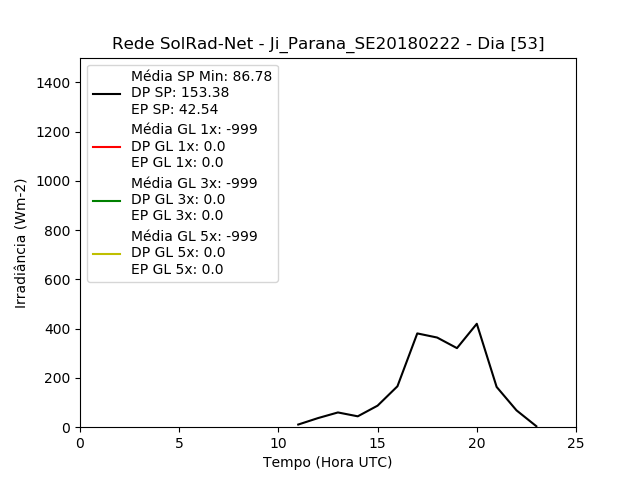 Rede SolRad-Net - Ji_Parana_SE20180222 - Dia [53]
Média SP Min: 86.78
DP SP: 153.38
EP SP: 42.54
Média GL 1x: -999
DP GL 1x: 0.0
EP GL 1x: 0.0
Média GL 3x: -999
DP GL 3x: 0.0
EP GL 3x: 0.0
Média GL 5x: -999
DP GL 5x: 0.0
EP GL 5x: 0.0
Irradiância (Wm-2)
1400
1200
1000
800
600
400
200
0
0 5 10 15 20 25
Tempo (Hora UTC)